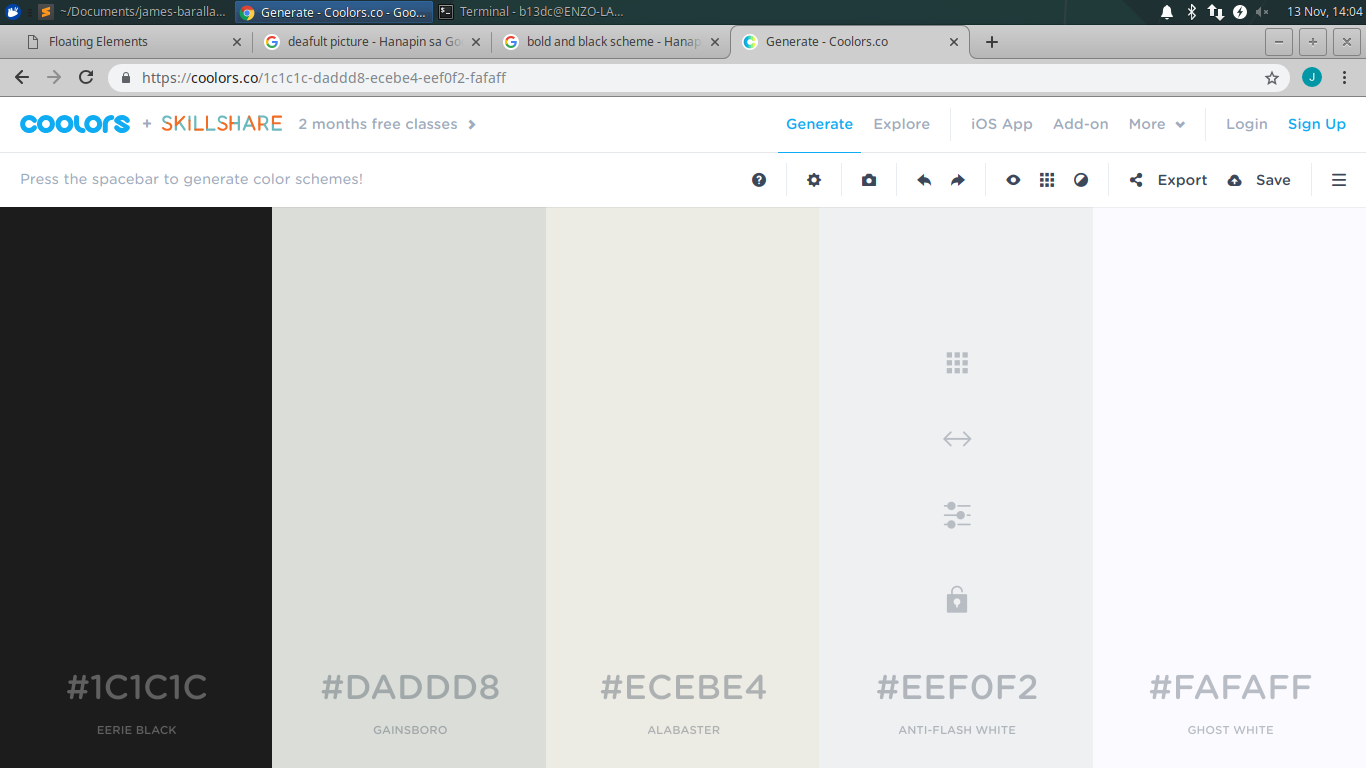 ~/Documents/james-baralla...
Generate - Coolors.co - Goo...
Terminal - b13dc@ENZO-LA...
13 Nov, 14:04
Floating Elements
deafult picture - Hanapin sa Go
bold and black scheme - Hanap
Generate - Coolors.co
https://coolors.co/1c1c1c-daddd8-ecebe4-eef0f2-fafaff
J
coolors + SKILLSHARE 2 months free classes
Generate Explore iOS App Add-on More Login Sign Up
Press the spacebar to generate color schemes!
Export Save
#1C1C1C
EERIE BLACK
#DADDD8
GAINSBORO
#ECEBE4
ALABASTER
#EEF0F2
ANTI-FLASH WHITE
#FAFAFF
GHOST WHITE